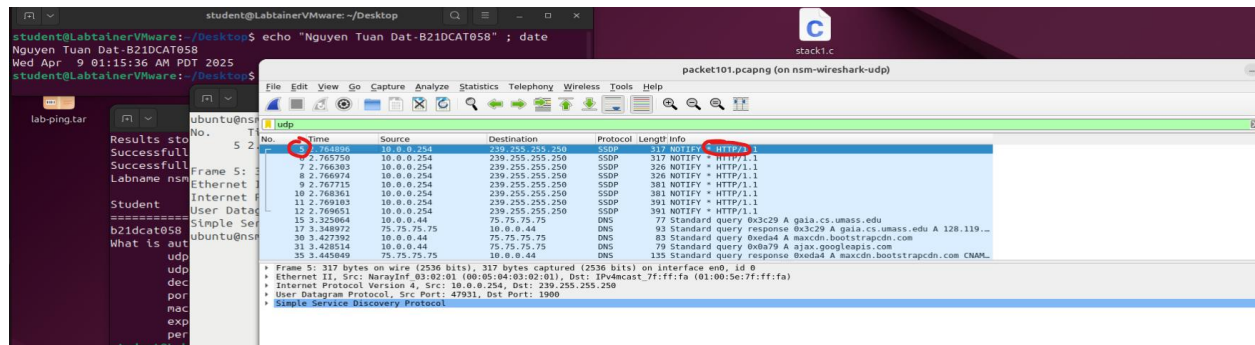 student@LabtainerVMware: ~/Desktop
student@LabtainerVMware:~/Desktop$ echo "Nguyen Tuan Dat-B21DCAT058" ; date
Nguyen Tuan Dat-B21DCAT058
Wed Apr 9 01:15:36 AM PDT 2025
student@LabtainerVMware:~/Desktop$
stack1.c
lab-ping.tar
Results sto
Successfull
Successfull
Labname nsm
Student
b21dcat058
What is aut
udp
udp
dec
por
mac
exp
per
ubuntu@nsm
No. Ti
5 2.
Frame 5: 3
Ethernet I
Internet P
User Datag
Simple Ser
ubuntu@nsm
packet101.pcapng (on nsm-wireshark-udp)
File Edit View Go Capture Analyze Statistics Telephony Wireless Tools Help
udp
No. Time Source Destination Protocol Length Info
5 2.764896 10.0.0.254 239.255.255.250 SSDP 317 NOTIFY * HTTP/1.1
6 2.765750 10.0.0.254 239.255.255.250 SSDP 317 NOTIFY * HTTP/1.1
7 2.766303 10.0.0.254 239.255.255.250 SSDP 326 NOTIFY * HTTP/1.1
8 2.766974 10.0.0.254 239.255.255.250 SSDP 326 NOTIFY * HTTP/1.1
9 2.767715 10.0.0.254 239.255.255.250 SSDP 381 NOTIFY * HTTP/1.1
10 2.768361 10.0.0.254 239.255.255.250 SSDP 381 NOTIFY * HTTP/1.1
11 2.769103 10.0.0.254 239.255.255.250 SSDP 391 NOTIFY * HTTP/1.1
12 2.769651 10.0.0.254 239.255.255.250 SSDP 391 NOTIFY * HTTP/1.1
15 3.325064 10.0.0.44 75.75.75.75 DNS 77 Standard query 0x3c29 A gaia.cs.umass.edu
17 3.348972 75.75.75.75 10.0.0.44 DNS 93 Standard query response 0x3c29 A gaia.cs.umass.edu A 128.119....
30 3.427392 10.0.0.44 75.75.75.75 DNS 83 Standard query 0xeda4 A maxcdn.bootstrapcdn.com
31 3.428514 10.0.0.44 75.75.75.75 DNS 79 Standard query 0x0a79 A ajax.googleapis.com
35 3.445049 75.75.75.75 10.0.0.44 DNS 135 Standard query response 0xeda4 A maxcdn.bootstrapcdn.com CNAM...
Frame 5: 317 bytes on wire (2536 bits), 317 bytes captured (2536 bits) on interface en0, id 0
Ethernet II, Src: NarayInf_03:02:01 (00:05:04:03:02:01), Dst: IPv4mcast_7f:ff:fa (01:00:5e:7f:ff:fa)
Internet Protocol Version 4, Src: 10.0.0.254, Dst: 239.255.255.250
User Datagram Protocol, Src Port: 47931, Dst Port: 1900
Simple Service Discovery Protocol